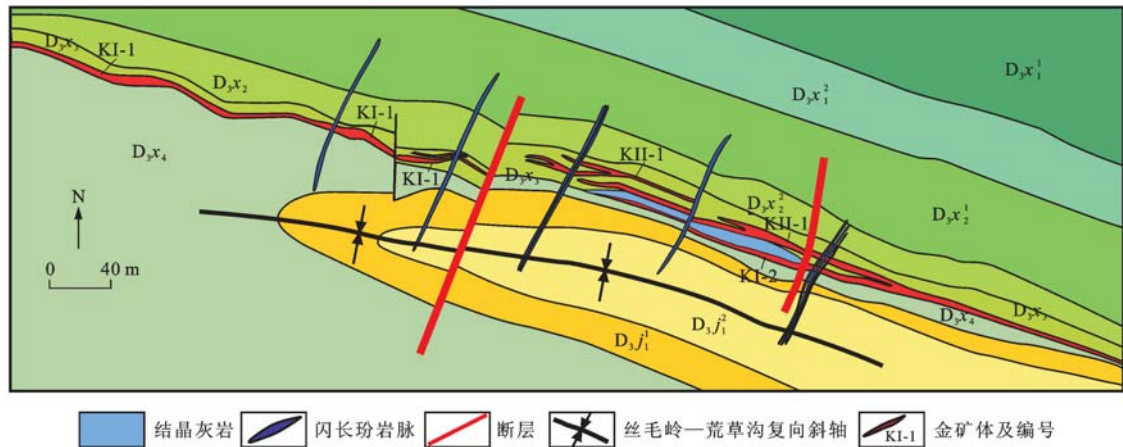 D₃x₃
KI-1
D₃x₂
D₃x₁¹
D₃x₁²
KI-1
D₃x₄
KI-1
KII-1
D₃x₃
D₃x₂²
D₃x₂¹
KII-1
N
0 40 m
KI-2
D₃x₃
D₃x₄
D₃j₁²
D₃j₁¹
结晶灰岩 闪长玢岩脉 断层 丝毛岭—荒草沟复向斜轴 KI-1 金矿体及编号